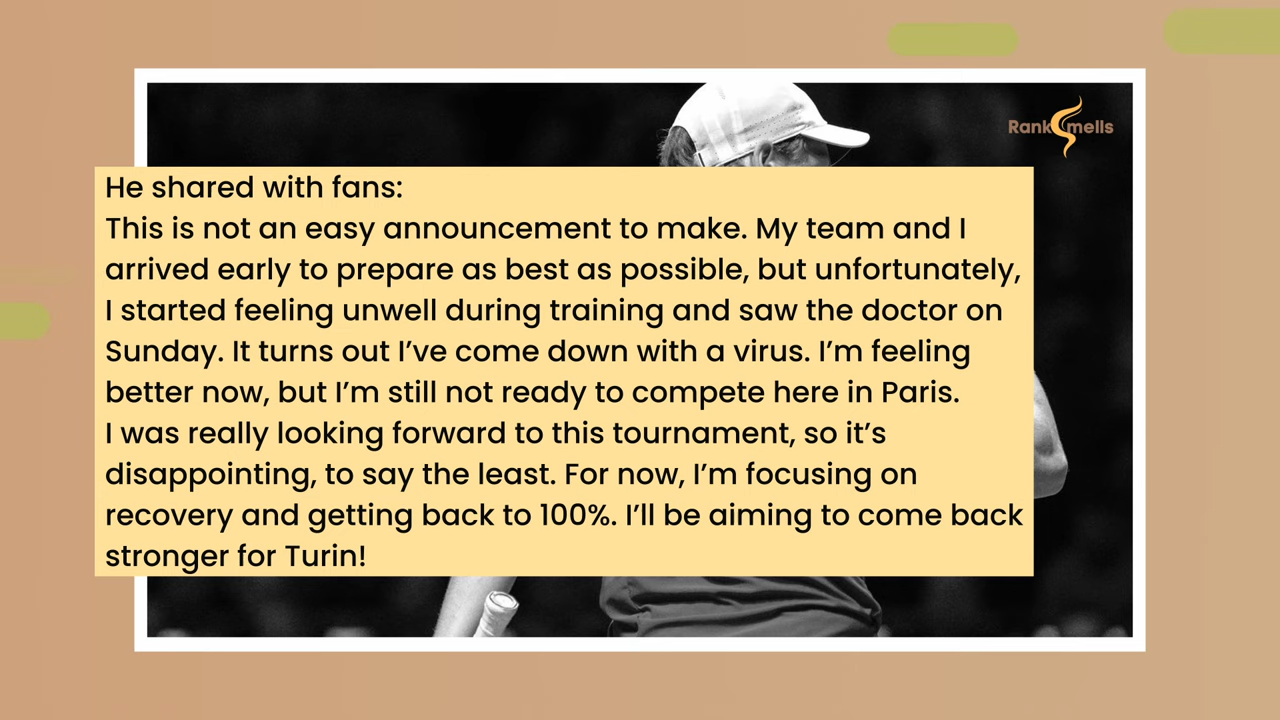 RankSmells
He shared with fans:
This is not an easy announcement to make. My team and I
arrived early to prepare as best as possible, but unfortunately,
I started feeling unwell during training and saw the doctor on
Sunday. It turns out I’ve come down with a virus. I’m feeling
better now, but I’m still not ready to compete here in Paris.
I was really looking forward to this tournament, so it’s
disappointing, to say the least. For now, I’m focusing on
recovery and getting back to 100%. I’ll be aiming to come back
stronger for Turin!